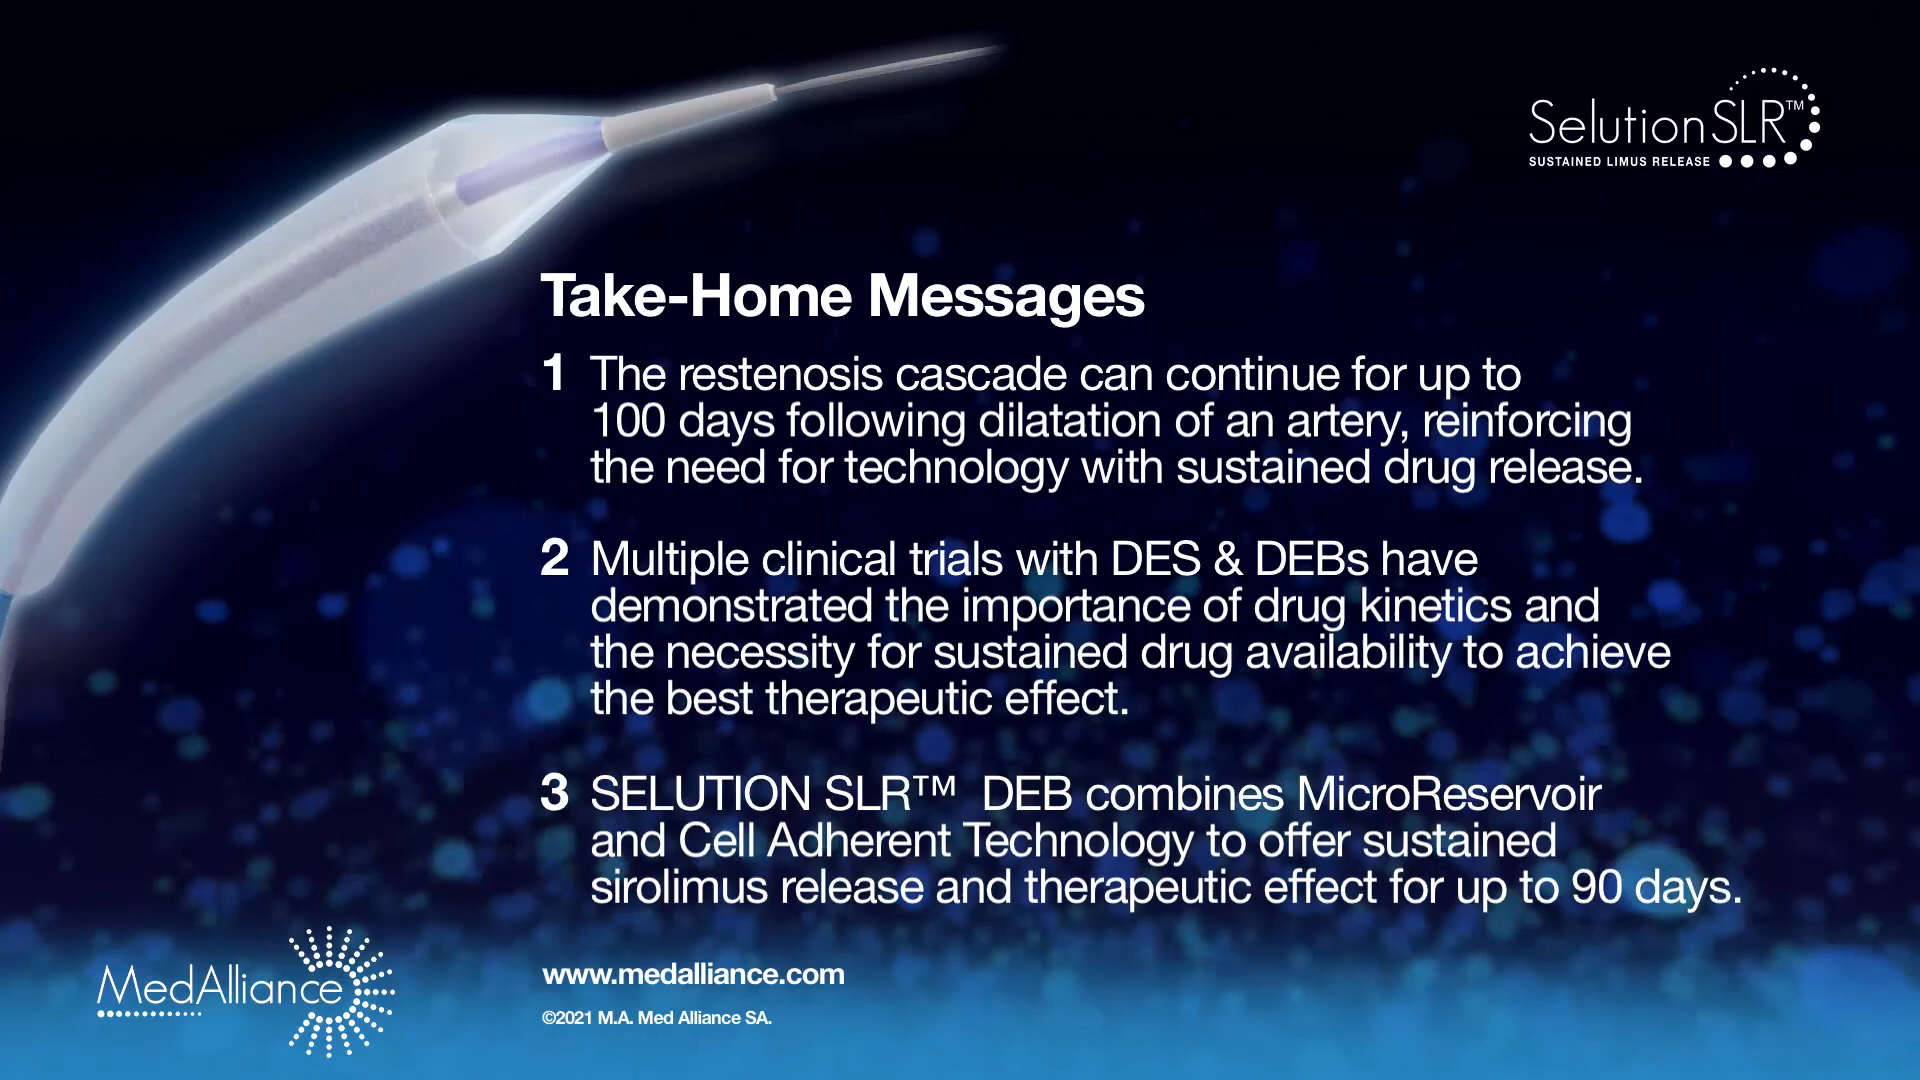 SelutionSLR™
SUSTAINED LIMUS RELEASE
Take-Home Messages
1 The restenosis cascade can continue for up to
100 days following dilatation of an artery, reinforcing
the need for technology with sustained drug release.
2 Multiple clinical trials with DES & DEBs have
demonstrated the importance of drug kinetics and
the necessity for sustained drug availability to achieve
the best therapeutic effect.
3 SELUTION SLR™ DEB combines MicroReservoir
and Cell Adherent Technology to offer sustained
sirolimus release and therapeutic effect for up to 90 days.
MedAlliance
www.medalliance.com
©2021 M.A. Med Alliance SA.